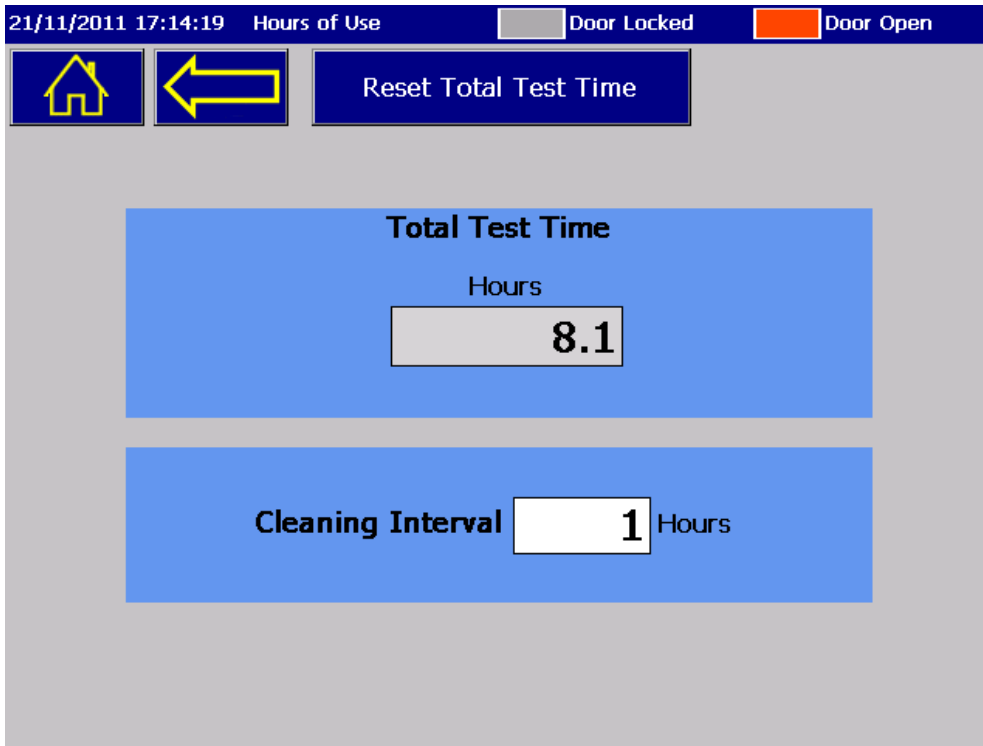 21/11/2011 17:14:19 Hours of Use Door Locked Door Open
Reset Total Test Time
Total Test Time
Hours
8.1
Cleaning Interval 1 Hours